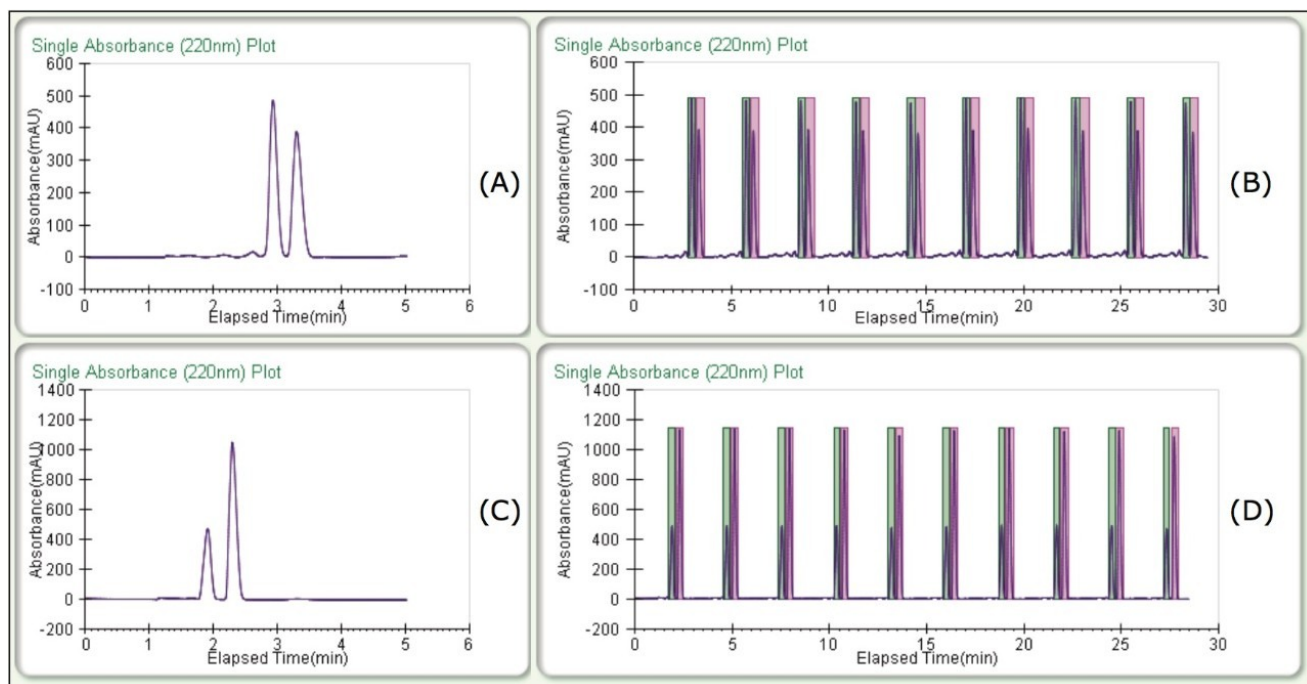 Single Absorbance (220nm) Plot
600
500
400
300
200
100
0
-100
Absorbance(mAU)
0 1 2 3 4 5 6
Elapsed Time(min)
(A)
Single Absorbance (220nm) Plot
600
500
400
300
200
100
0
-100
Absorbance(mAU)
0 5 10 15 20 25 30
Elapsed Time(min)
(B)
Single Absorbance (220nm) Plot
1400
1200
1000
800
600
400
200
0
-200
Absorbance(mAU)
0 1 2 3 4 5 6
Elapsed Time(min)
(C)
Single Absorbance (220nm) Plot
1400
1200
1000
800
600
400
200
0
-200
Absorbance(mAU)
0 5 10 15 20 25 30
Elapsed Time(min)
(D)